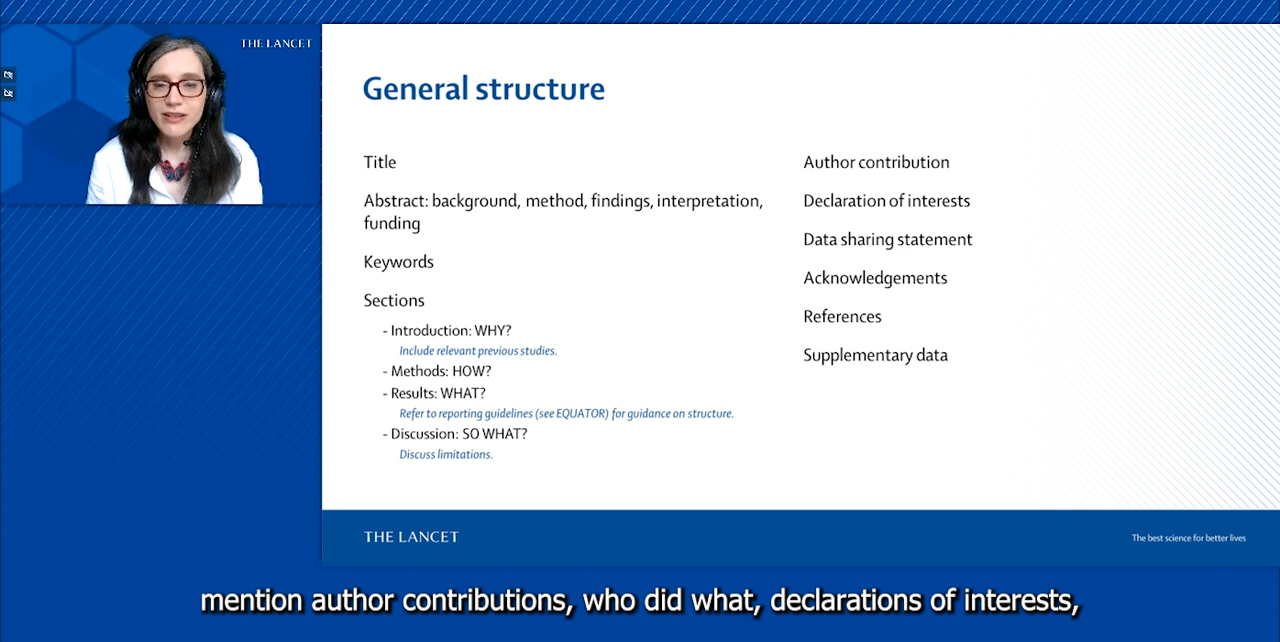 THE LANCET
General structure
Title
Abstract: background, method, findings, interpretation,
funding
Keywords
Sections
- Introduction: WHY?
Include relevant previous studies.
- Methods: HOW?
- Results: WHAT?
Refer to reporting guidelines (see EQUATOR) for guidance on structure.
- Discussion: SO WHAT?
Discuss limitations.
Author contribution
Declaration of interests
Data sharing statement
Acknowledgements
References
Supplementary data
THE LANCET
The best science for better lives
mention author contributions, who did what, declarations of interests,